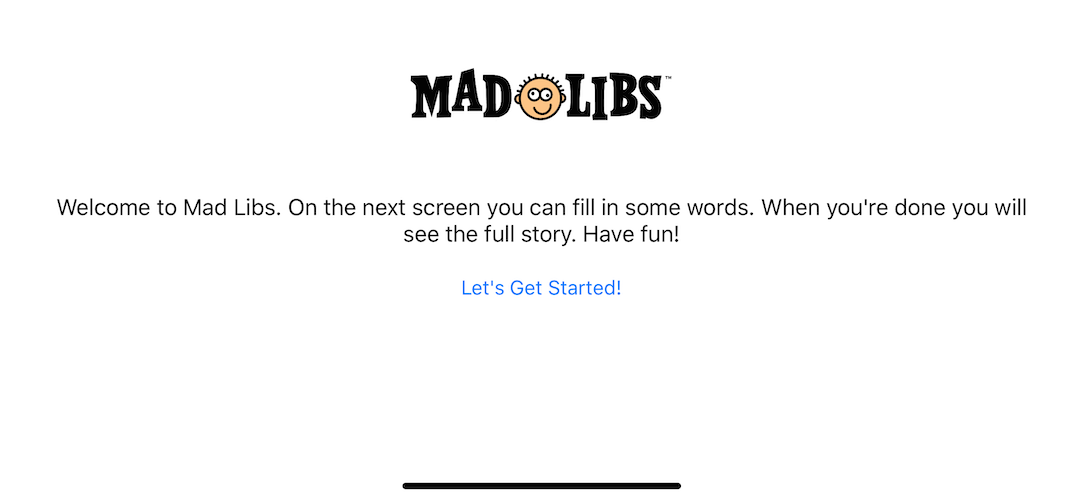 MAD LIBS™
Welcome to Mad Libs. On the next screen you can fill in some words. When you're done you will
see the full story. Have fun!
Let's Get Started!